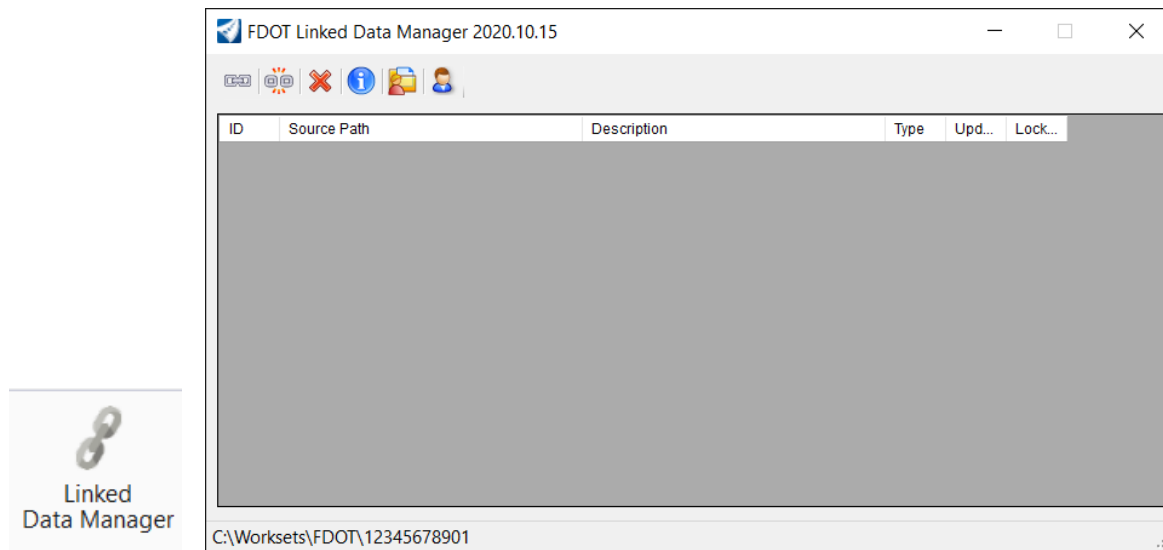 FDOT Linked Data Manager 2020.10.15
ID Source Path Description Type Upd... Lock...
Linked
Data Manager
C:\Worksets\FDOT\12345678901